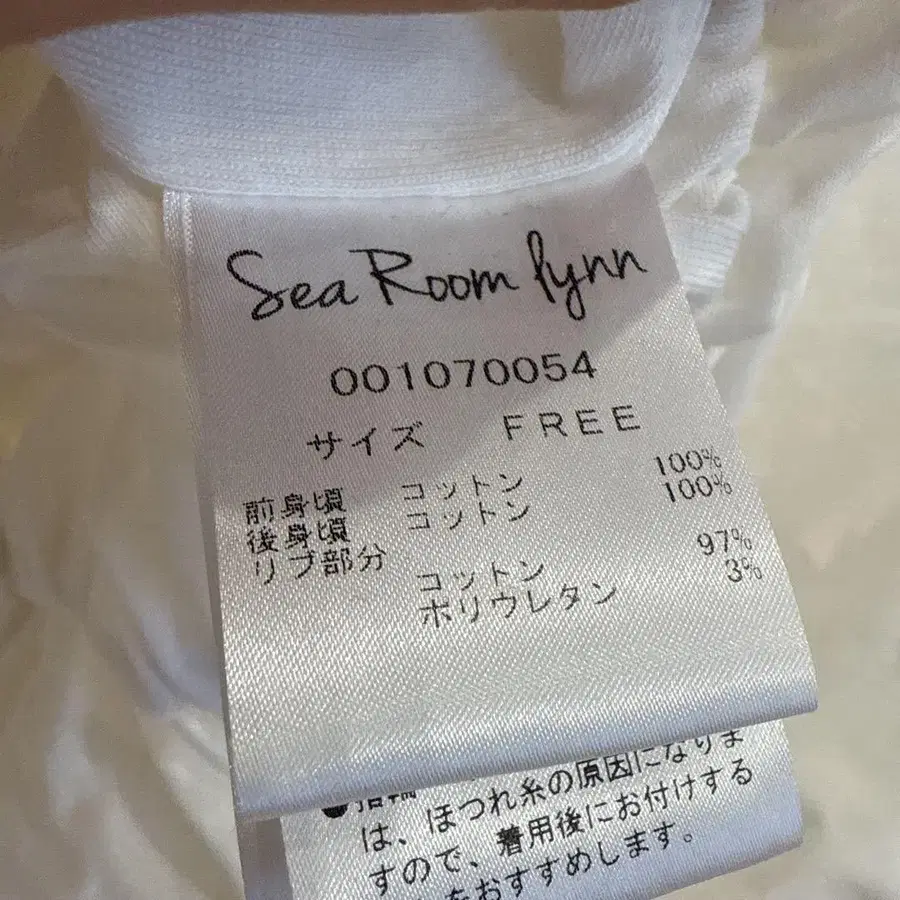 Sea Room lynn
001070054
サイズ FREE
前身頃 コットン 100%
後身頃 コットン 100%
リブ部分
コットン 97%
ポリウレタン 3%
ほつれ糸の原因になりま
は、
すので、着用後にお付けする
をおすすめします。